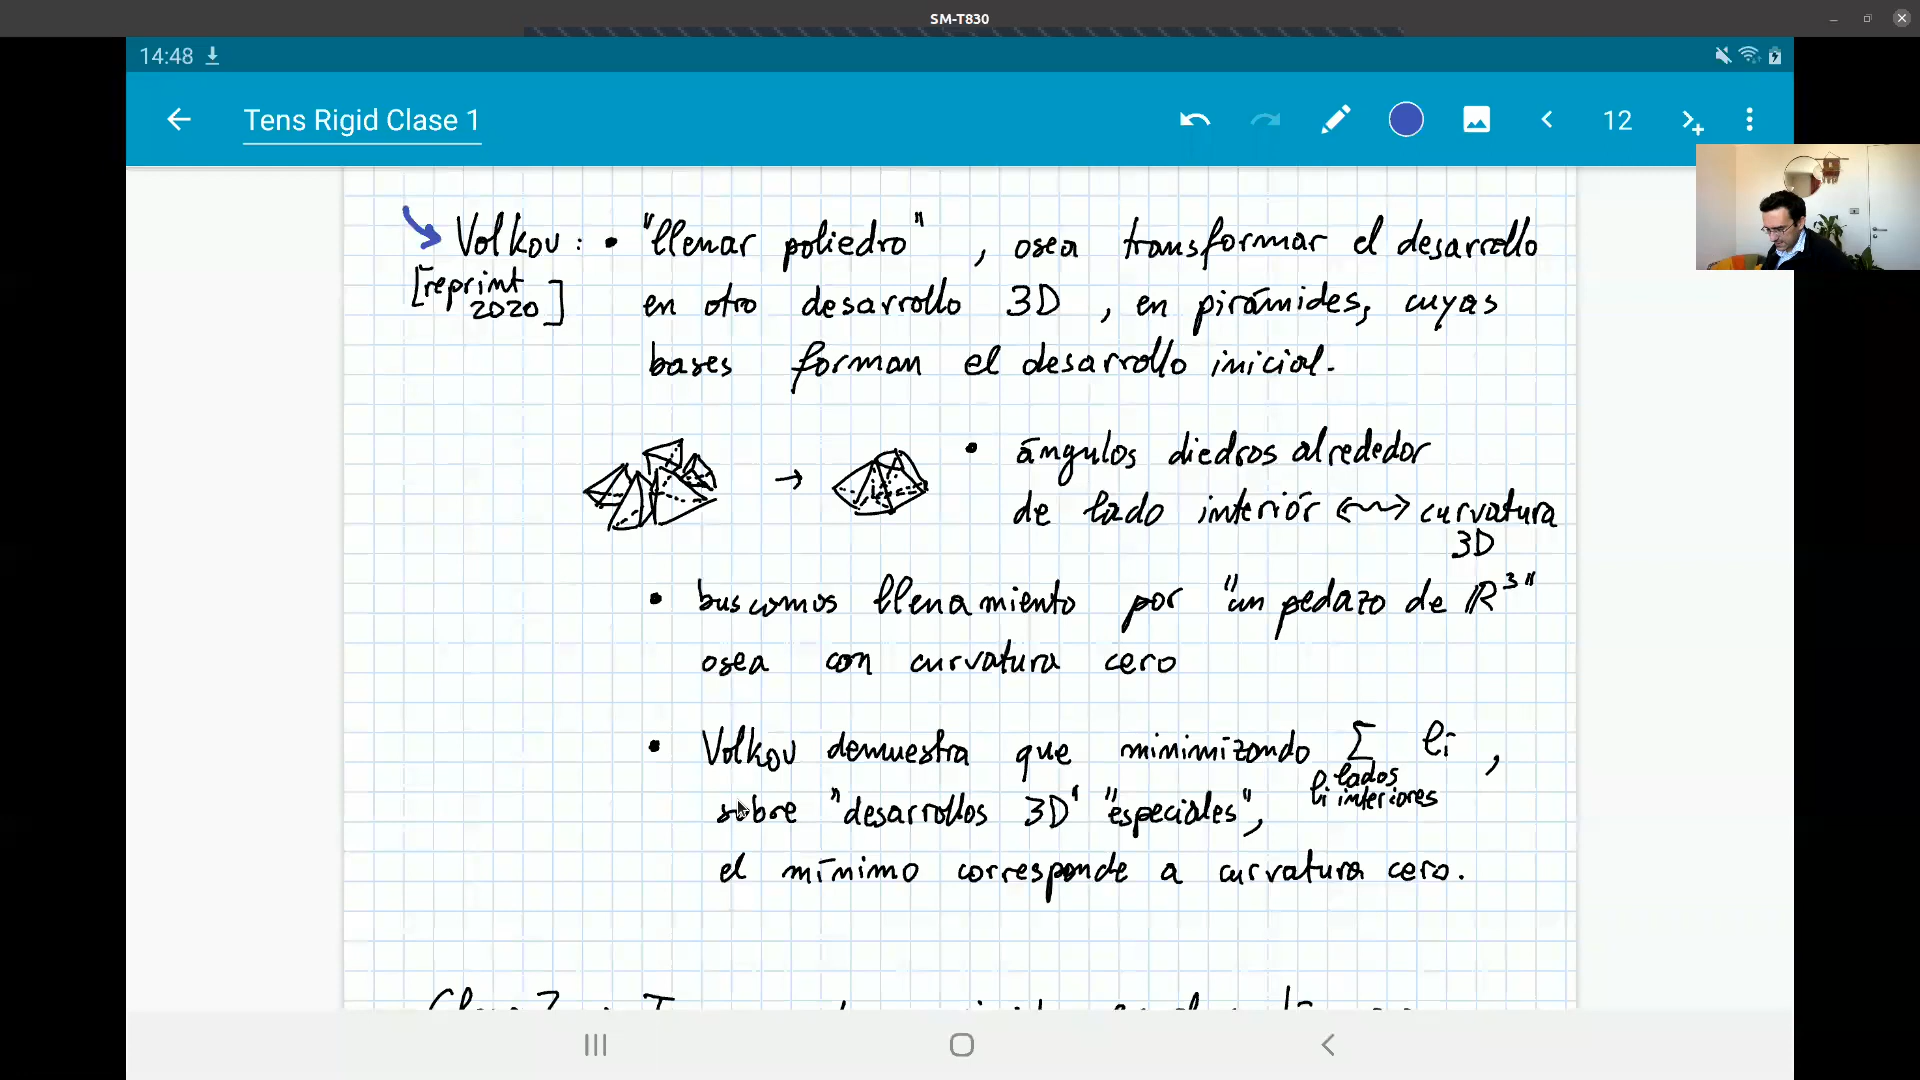 SM-T830
14:48
Tens Rigid Clase 1
12
Volkov : • "llenar poliedro" , osea transformar el desarrollo
[reprint 2020] en otro desarrollo 3D , en pirámides, cuyas
bases forman el desarrollo inicial.
→ • ángulos diedros alrededor
de lado interior ↔ curvatura
3D
• buscamos llenamiento por "un pedazo de ℝ³"
osea con curvatura cero
• Volkov demuestra que minimizando ∑ li ,
li lados
interiores
sobre "desarrollos 3D" "especiales",
el mínimo corresponde a curvatura cero.